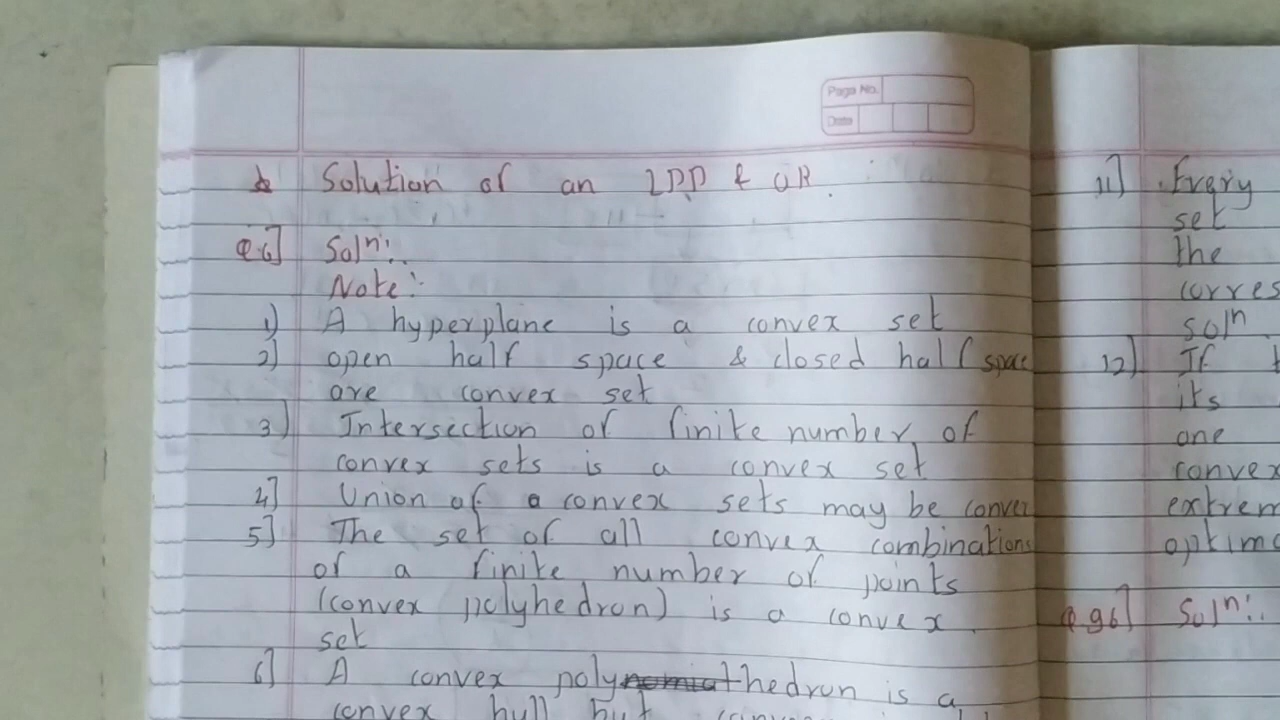 Page No.
Date
Solution of an LPP & QB.
Q.6] Solⁿ:
Note:
1) A hyperplane is a convex set
2) open half space & closed half space
are convex set
3) Intersection of finite number of
convex sets is a convex set
4] Union of a convex sets may be convex
5] The set of all convex combinations
of a finite number of points
(convex polyhedron) is a convex
set
6] A convex polyhedron is a
convex hull but
11] Every
set
the
corres
solⁿ
12] If
its
one
convex
extrem
optima
Q.96] Solⁿ: